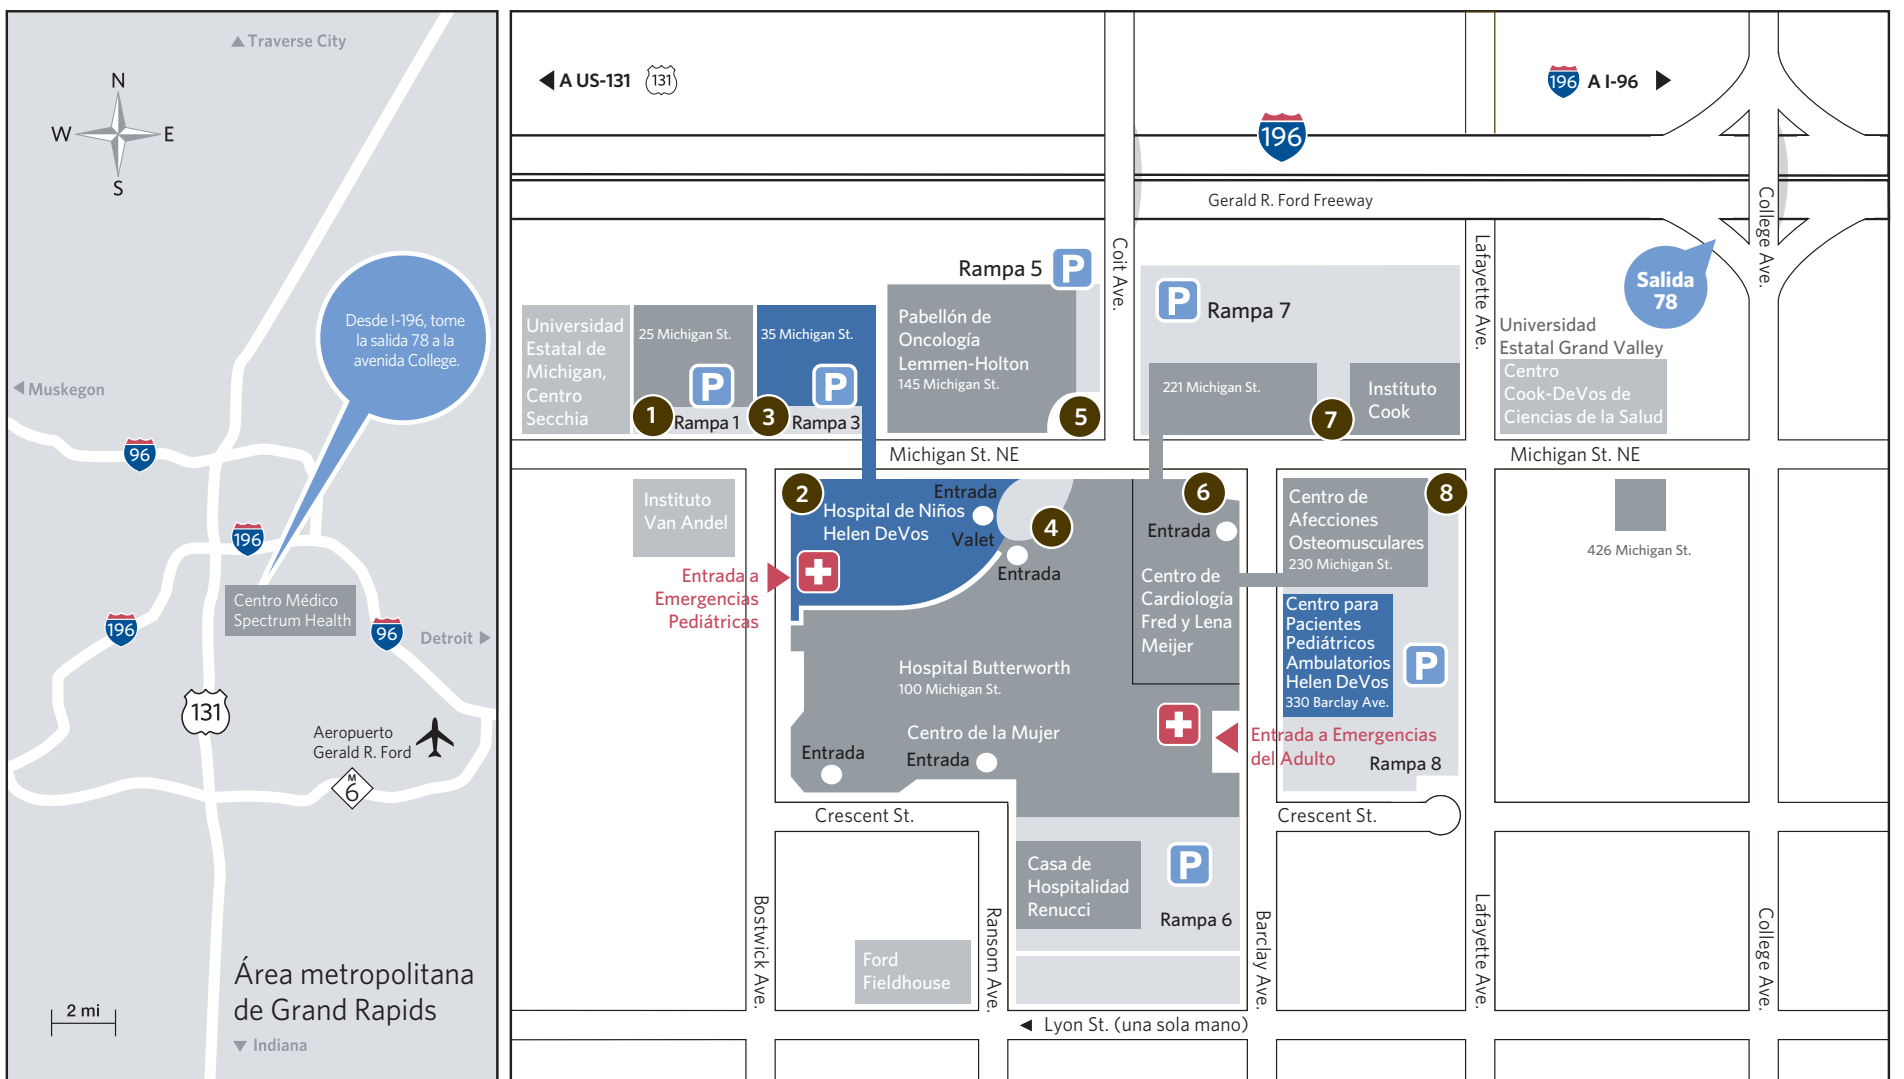 Traverse City
N
W
E
S
Desde I-196, tome
la salida 78 a la
avenida College.
Muskegon
96
196
Centro Médico
Spectrum Health
196
96
Detroit
131
Aeropuerto
Gerald R. Ford
M
6
Área metropolitana
de Grand Rapids
2 mi
Indiana
A US-131
131
196
A I-96
196
Gerald R. Ford Freeway
College Ave.
Coit Ave.
Lafayette Ave.
Salida
78
Rampa 5
P
P
Rampa 7
Universidad
Estatal de
Michigan,
Centro
Secchia
25 Michigan St.
P
1
Rampa 1
35 Michigan St.
P
3
Rampa 3
Pabellón de
Oncología
Lemmen-Holton
145 Michigan St.
5
221 Michigan St.
7
Instituto
Cook
Universidad
Estatal Grand Valley
Centro
Cook-DeVos de
Ciencias de la Salud
Michigan St. NE
Michigan St. NE
Instituto
Van Andel
2
Hospital de Niños
Helen DeVos
Entrada
Valet
4
Entrada
Entrada a
Emergencias
Pediátricas
6
Entrada
Centro de
Cardiología
Fred y Lena
Meijer
8
Centro de
Afecciones
Osteomusculares
230 Michigan St.
426 Michigan St.
Centro para
Pacientes
Pediátricos
Ambulatorios
Helen DeVos
330 Barclay Ave.
P
Hospital Butterworth
100 Michigan St.
Centro de la Mujer
Entrada
Entrada
Entrada a Emergencias
del Adulto
Rampa 8
Crescent St.
Crescent St.
Casa de
Hospitalidad
Renucci
P
Rampa 6
Bostwick Ave.
Ransom Ave.
Barclay Ave.
Lafayette Ave.
College Ave.
Ford
Fieldhouse
Lyon St. (una sola mano)